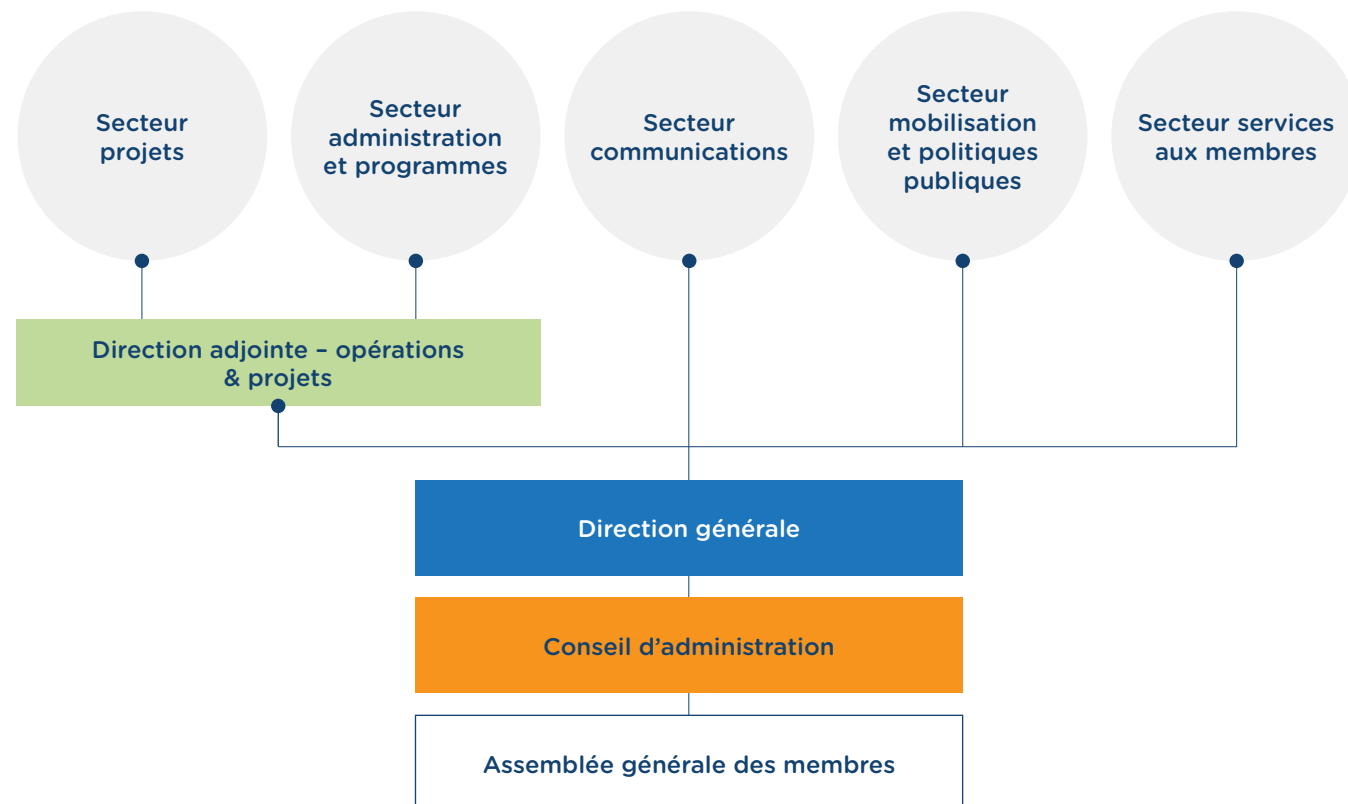 Secteur
projets
Secteur
administration
et programmes
Secteur
communications
Secteur
mobilisation
et politiques
publiques
Secteur services
aux membres
Direction adjointe – opérations
& projets
Direction générale
Conseil d’administration
Assemblée générale des membres